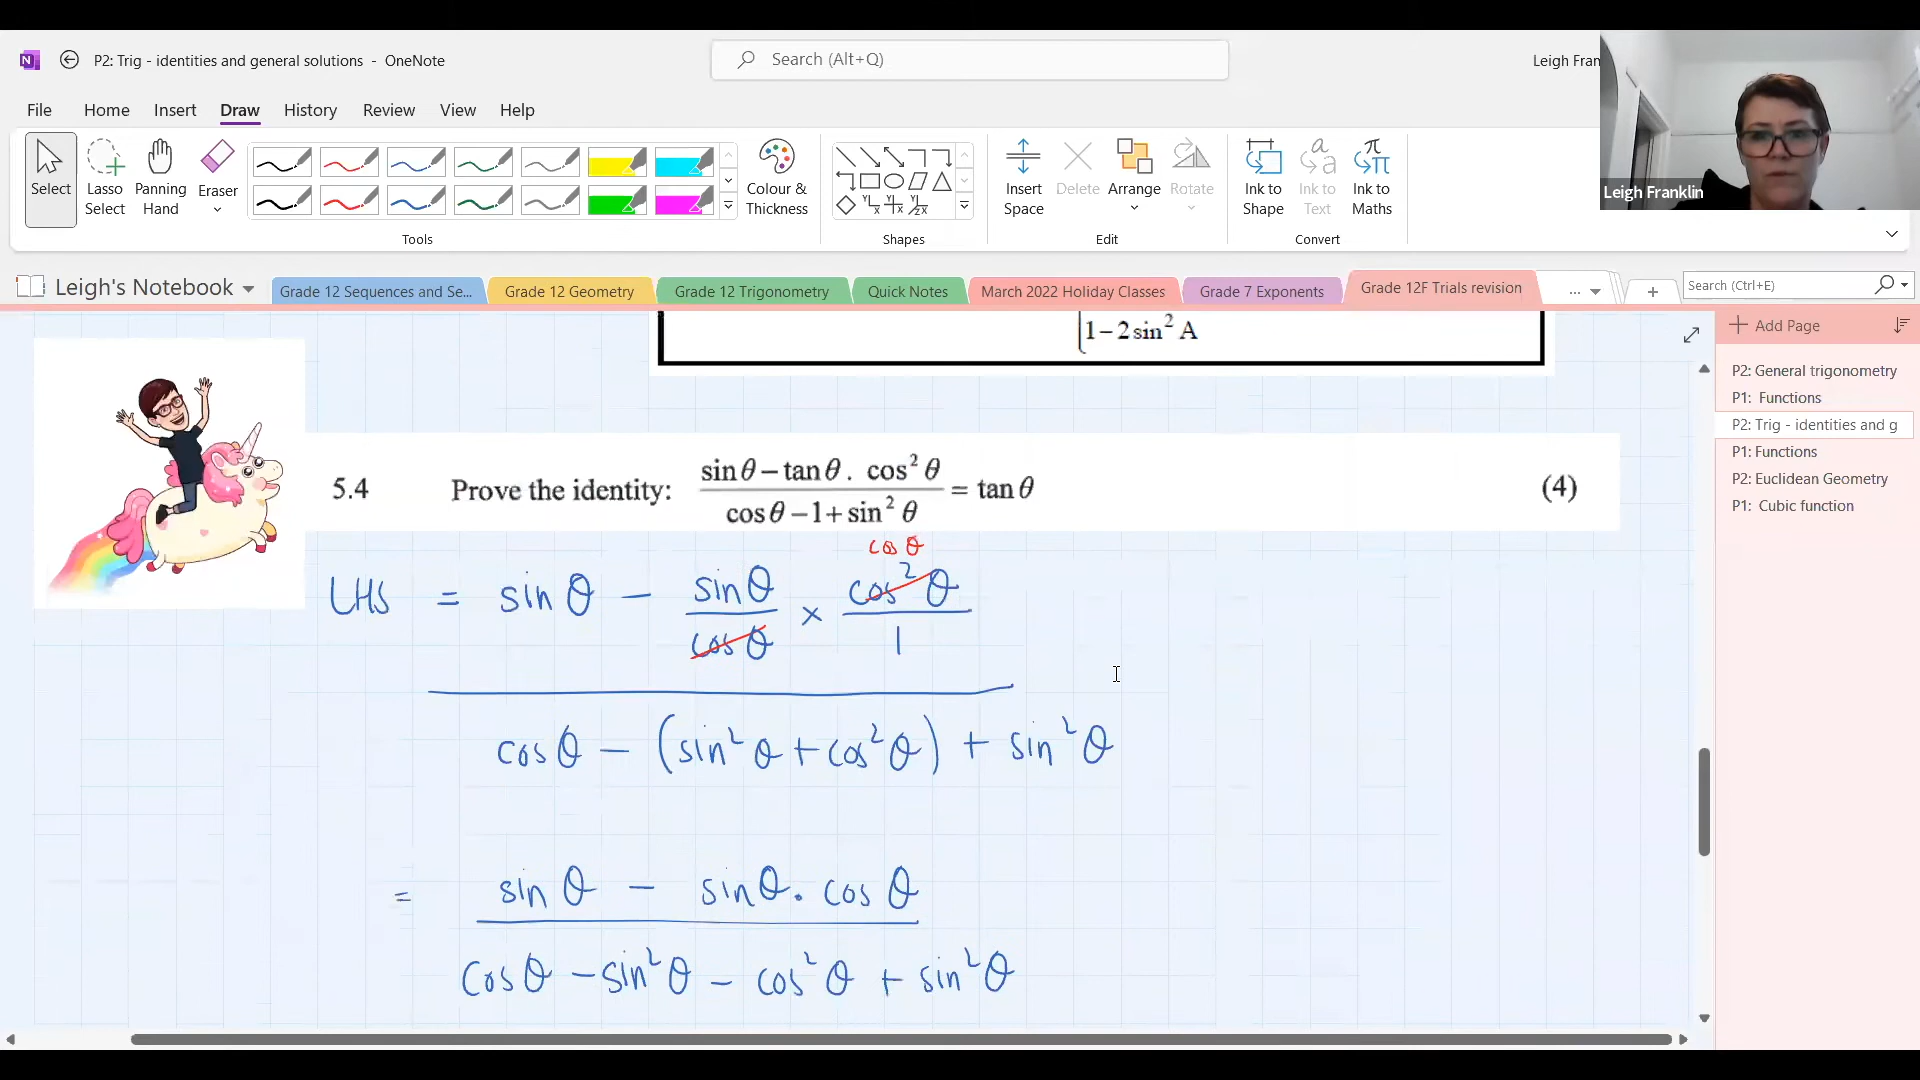 P2: Trig - identities and general solutions - OneNote
Search (Alt+Q)
Leigh Fran
File Home Insert Draw History Review View Help
Select
Lasso Select
Panning Hand
Eraser
Colour & Thickness
Insert Space
Delete
Arrange
Rotate
Ink to Shape
Ink to Text
Ink to Maths
Tools Shapes Edit Convert
Leigh Franklin
Leigh's Notebook
Grade 12 Sequences and Se... Grade 12 Geometry Grade 12 Trigonometry Quick Notes March 2022 Holiday Classes Grade 7 Exponents Grade 12F Trials revision ... +
Search (Ctrl+E)
Add Page
P2: General trigonometry
P1: Functions
P2: Trig - identities and g
P1: Functions
P2: Euclidean Geometry
P1: Cubic function
1 − 2 sin² A
5.4 Prove the identity: (sin θ − tan θ . cos² θ)/(cos θ − 1 + sin² θ) = tan θ (4)
cos θ
LHS = sin θ − sin θ/cos θ × cos² θ/1
cos θ − (sin² θ + cos² θ) + sin² θ
= sin θ − sin θ . cos θ
cos θ − sin² θ − cos² θ + sin² θ